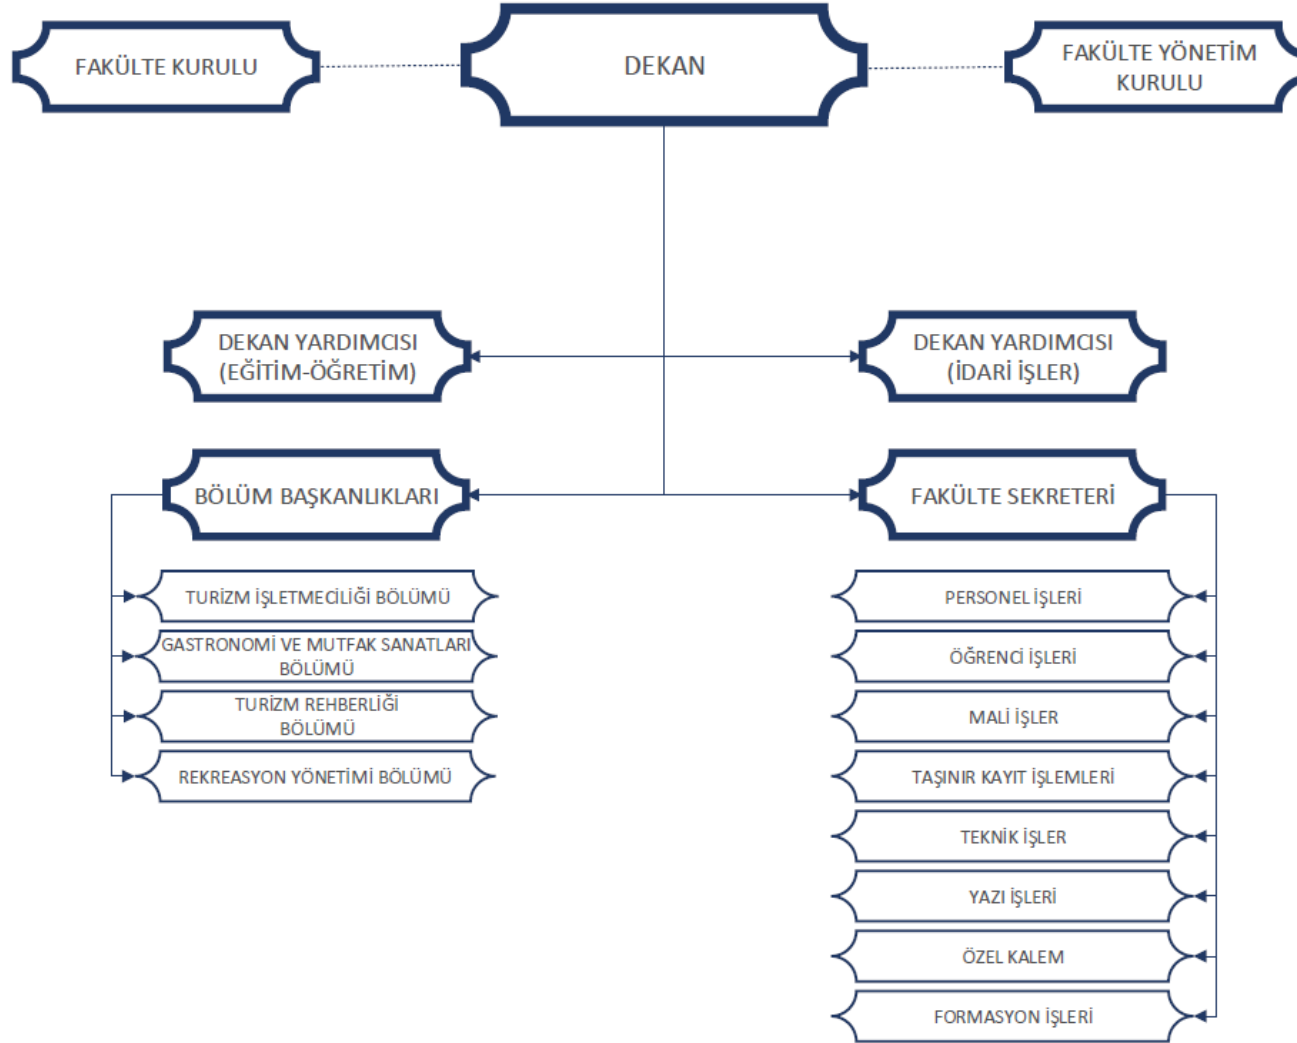 FAKÜLTE KURULU
DEKAN
FAKÜLTE YÖNETİM
KURULU
DEKAN YARDIMCISI
(EĞİTİM-ÖĞRETİM)
DEKAN YARDIMCISI
(İDARİ İŞLER)
BÖLÜM BAŞKANLIKLARI
FAKÜLTE SEKRETERİ
TURİZM İŞLETMECİLİĞİ BÖLÜMÜ
GASTRONOMİ VE MUTFAK SANATLARI
BÖLÜMÜ
TURİZM REHBERLİĞİ
BÖLÜMÜ
REKREASYON YÖNETİMİ BÖLÜMÜ
PERSONEL İŞLERİ
ÖĞRENCİ İŞLERİ
MALİ İŞLER
TAŞINIR KAYIT İŞLEMLERİ
TEKNİK İŞLER
YAZI İŞLERİ
ÖZEL KALEM
FORMASYON İŞLERİ